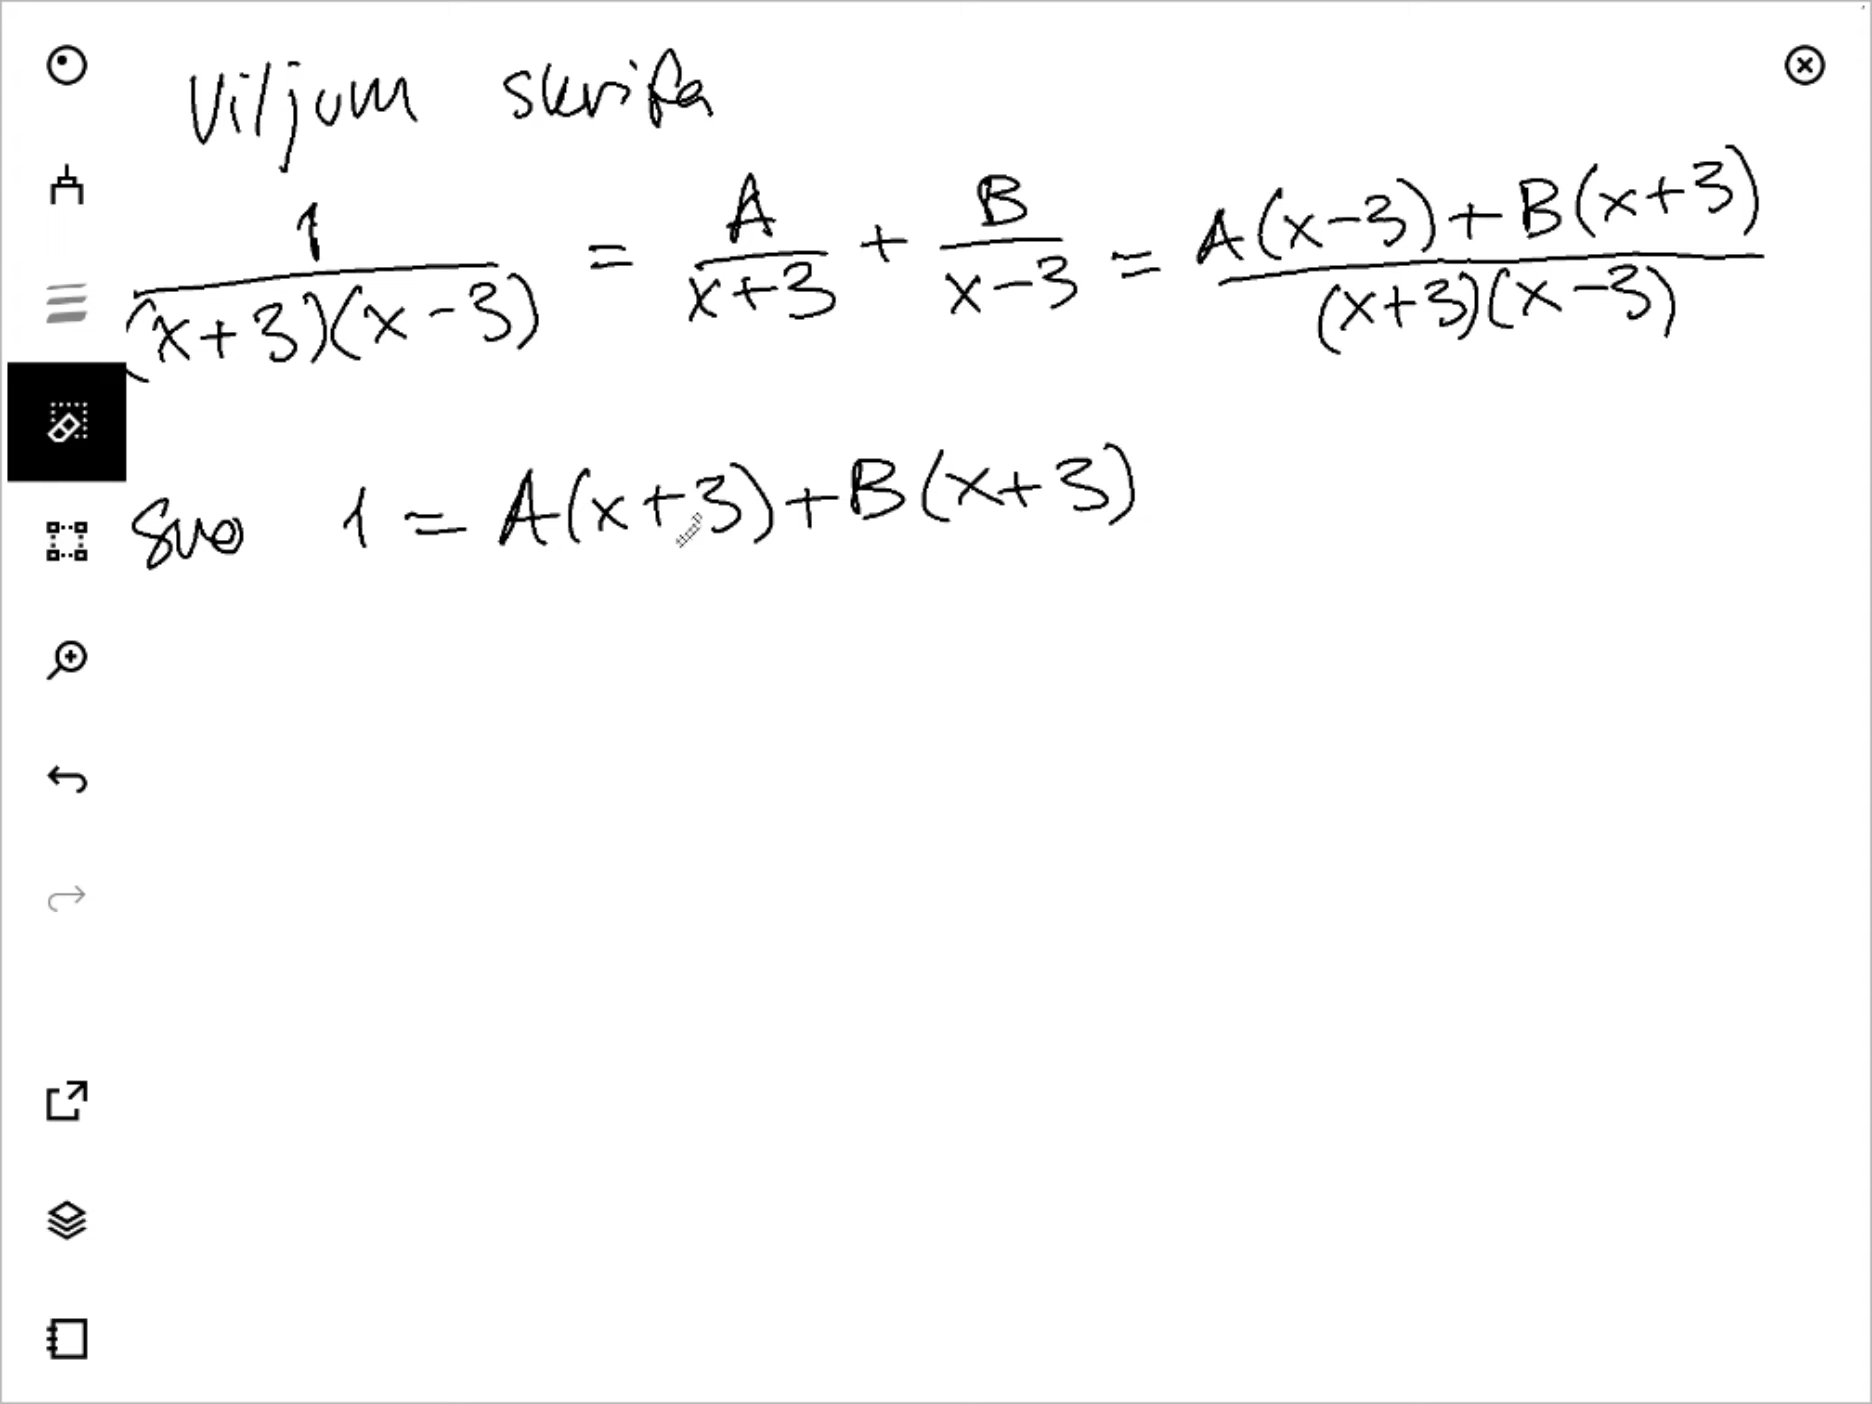 Viljum skrifa
1/((x+3)(x-3)) = A/(x+3) + B/(x-3) = (A(x-3)+B(x+3))/((x+3)(x-3))
Svo 1 = A(x+3)+B(x+3)